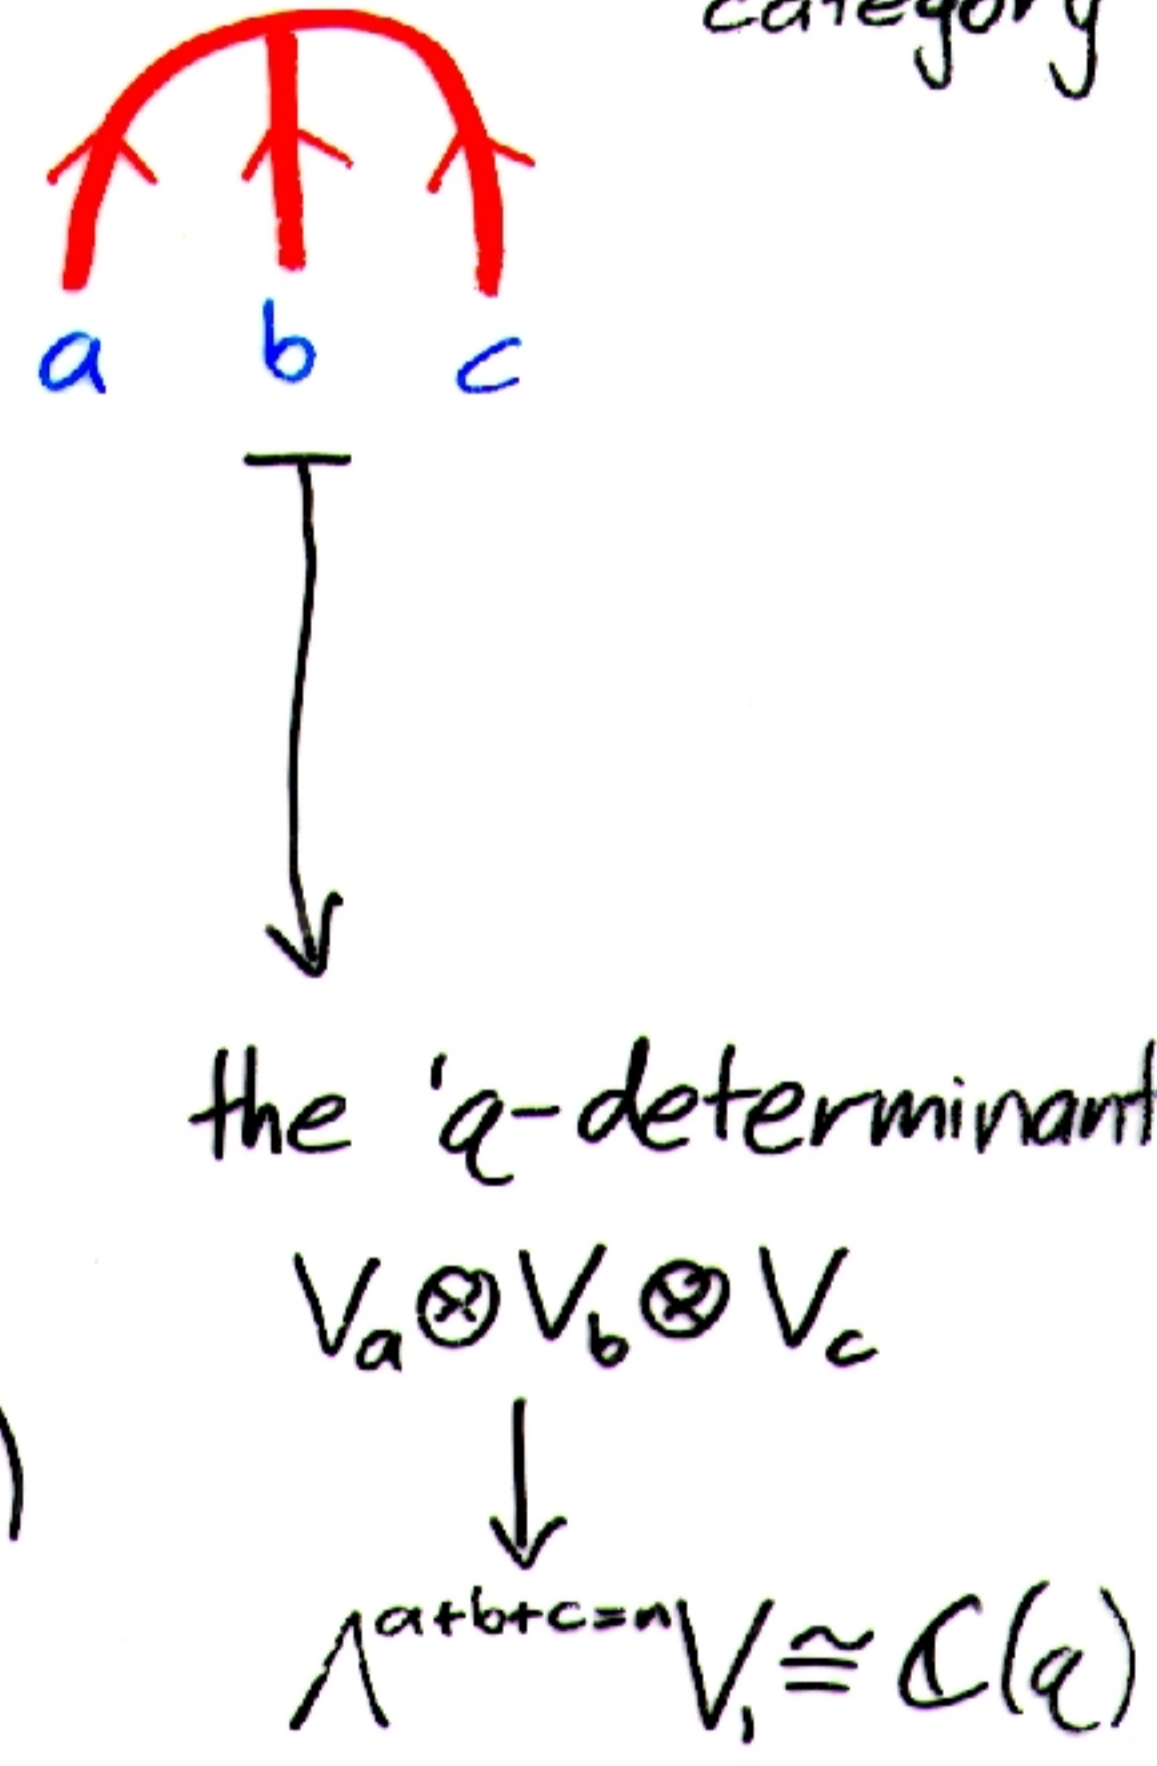 category
a b c
the 'q-determinant
V_a ⊗ V_b ⊗ V_c
Λ^{a+b+c=n} V_1 ≅ ℂ(q)